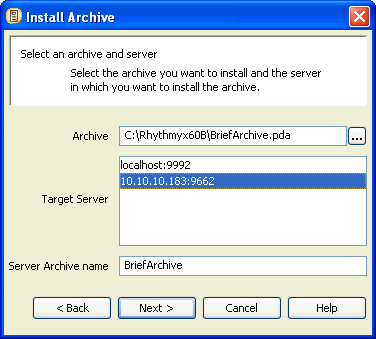 Install Archive
Select an archive and server
Select the archive you want to install and the server
in which you want to install the archive.
Archive C:\Rhythmyx60B\BriefArchive.pda ...
localhost:9992
10.10.10.183:9662
Target Server
Server Archive name BriefArchive
< Back Next > Cancel Help